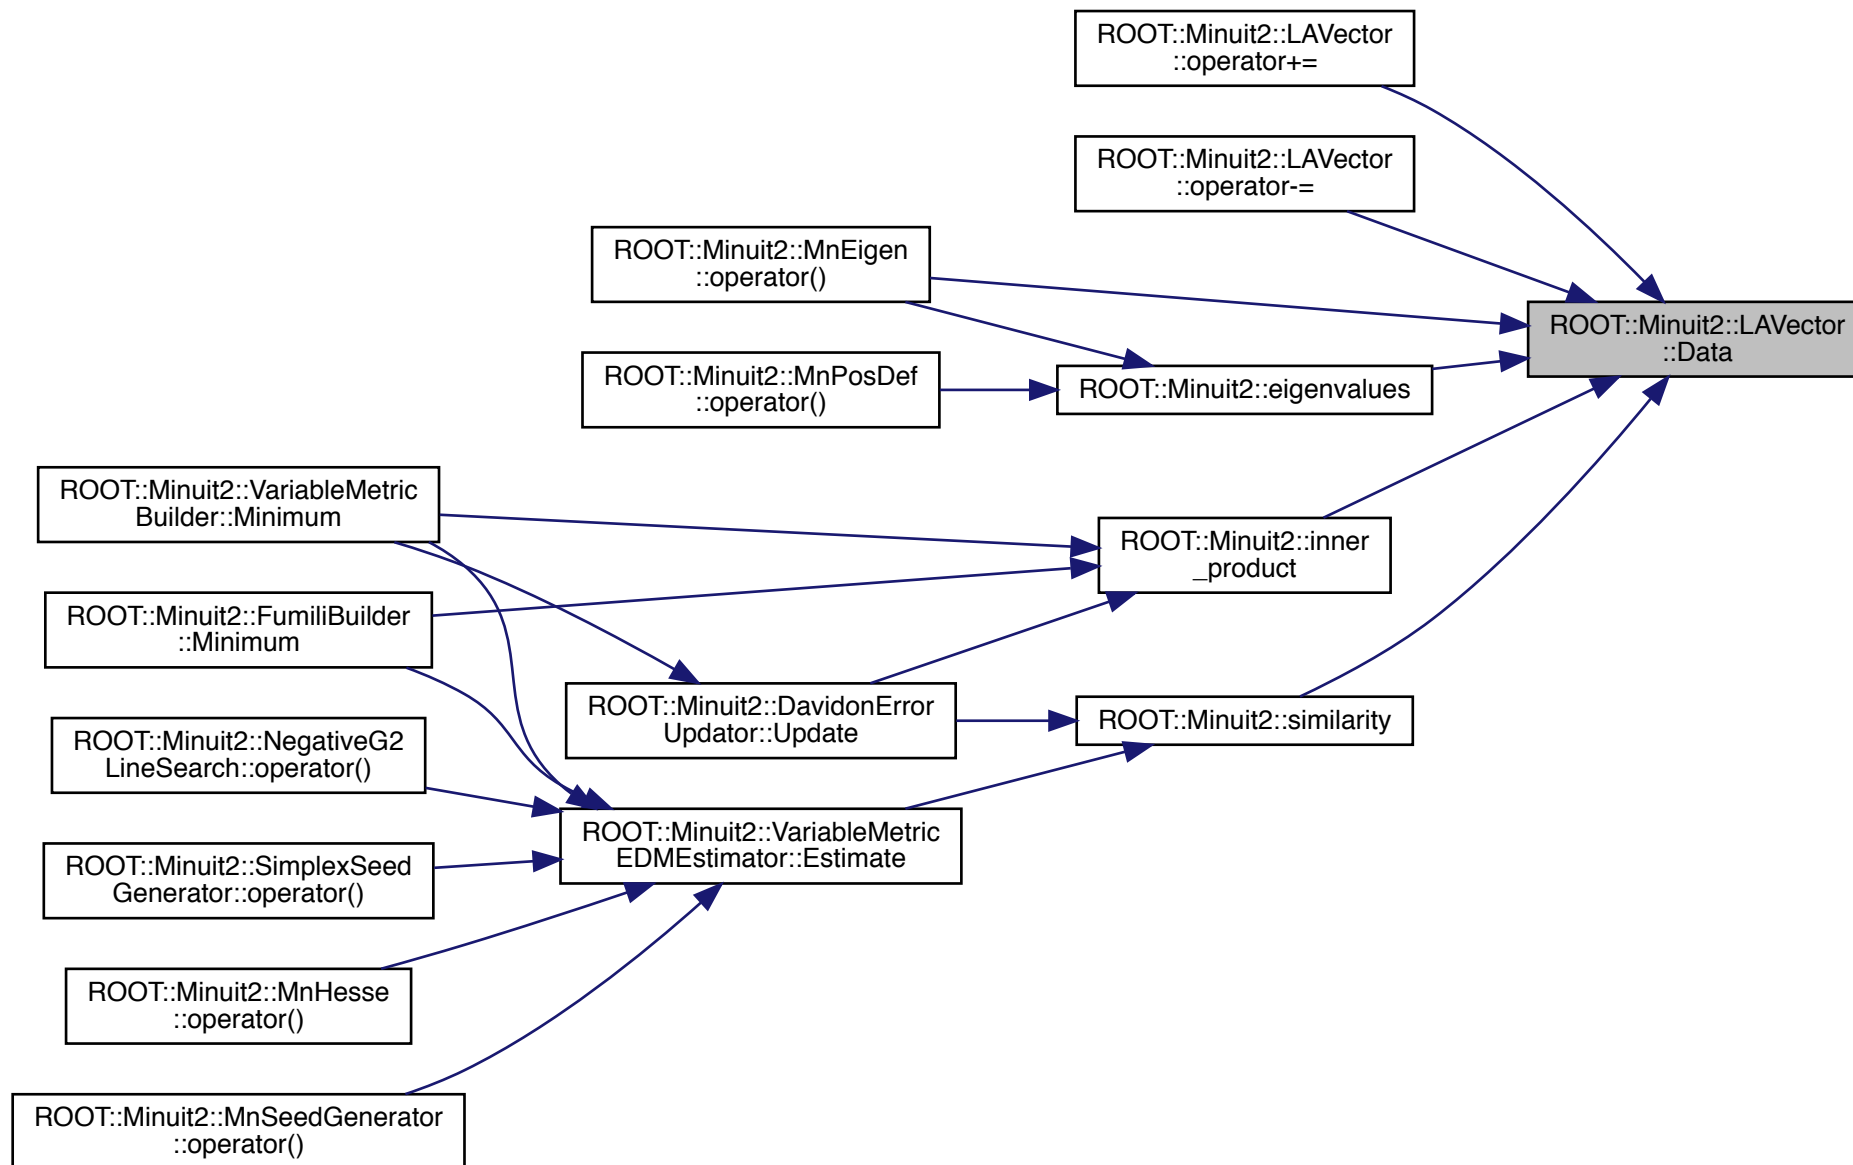 ROOT::Minuit2::LAVector
::operator+=
ROOT::Minuit2::LAVector
::operator-=
ROOT::Minuit2::MnEigen
::operator()
ROOT::Minuit2::LAVector
::Data
ROOT::Minuit2::MnPosDef
::operator()
ROOT::Minuit2::eigenvalues
ROOT::Minuit2::VariableMetric
Builder::Minimum
ROOT::Minuit2::inner
_product
ROOT::Minuit2::FumiliBuilder
::Minimum
ROOT::Minuit2::DavidonError
Updator::Update
ROOT::Minuit2::similarity
ROOT::Minuit2::NegativeG2
LineSearch::operator()
ROOT::Minuit2::VariableMetric
EDMEstimator::Estimate
ROOT::Minuit2::SimplexSeed
Generator::operator()
ROOT::Minuit2::MnHesse
::operator()
ROOT::Minuit2::MnSeedGenerator
::operator()